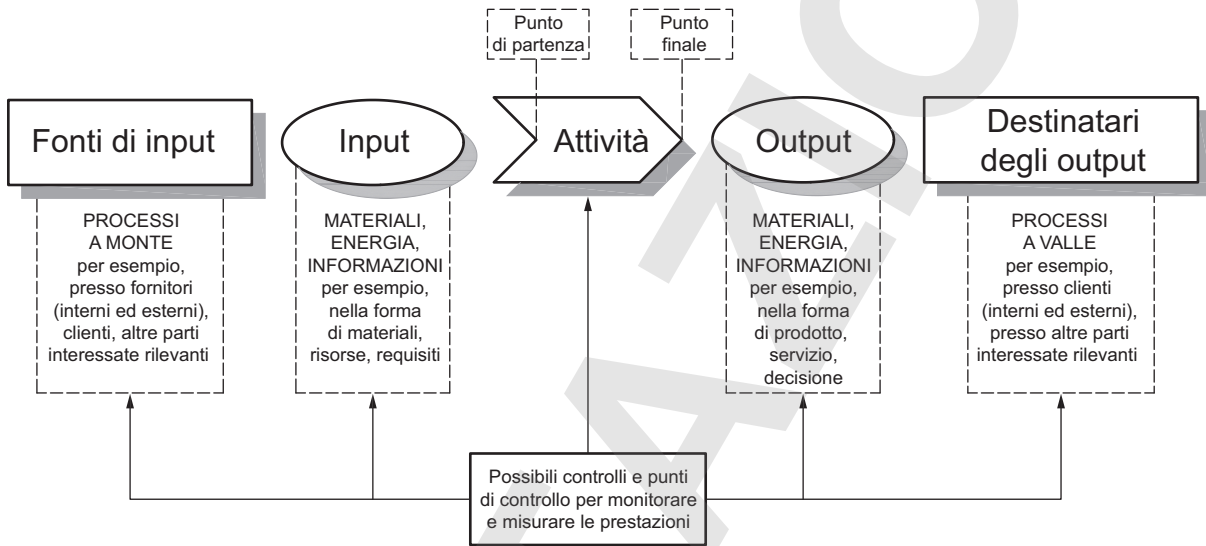 Punto
di partenza
Punto
finale
Fonti di input
Input
Attività
Output
Destinatari
degli output
PROCESSI
A MONTE
per esempio,
presso fornitori
(interni ed esterni),
clienti, altre parti
interessate rilevanti
MATERIALI,
ENERGIA,
INFORMAZIONI
per esempio,
nella forma
di materiali,
risorse, requisiti
MATERIALI,
ENERGIA,
INFORMAZIONI
per esempio,
nella forma
di prodotto,
servizio,
decisione
PROCESSI
A VALLE
per esempio,
presso clienti
(interni ed esterni),
presso altre parti
interessate rilevanti
Possibili controlli e punti
di controllo per monitorare
e misurare le prestazioni